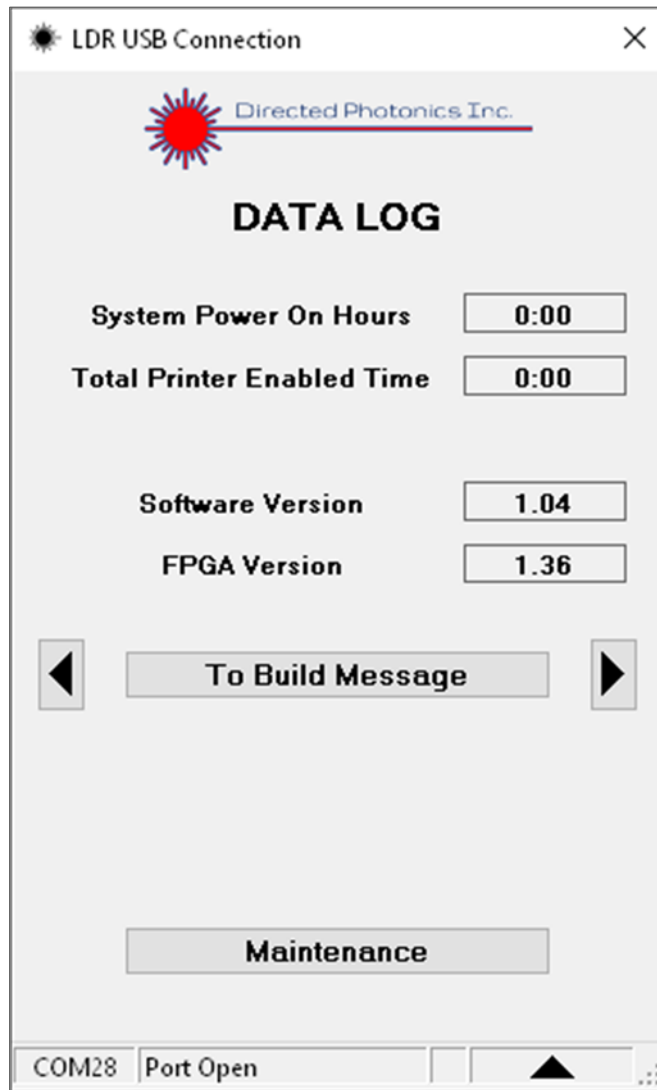 LDR USB Connection
Directed Photonics Inc.
DATA LOG
System Power On Hours 0:00
Total Printer Enabled Time 0:00
Software Version 1.04
FPGA Version 1.36
To Build Message
Maintenance
COM28 Port Open